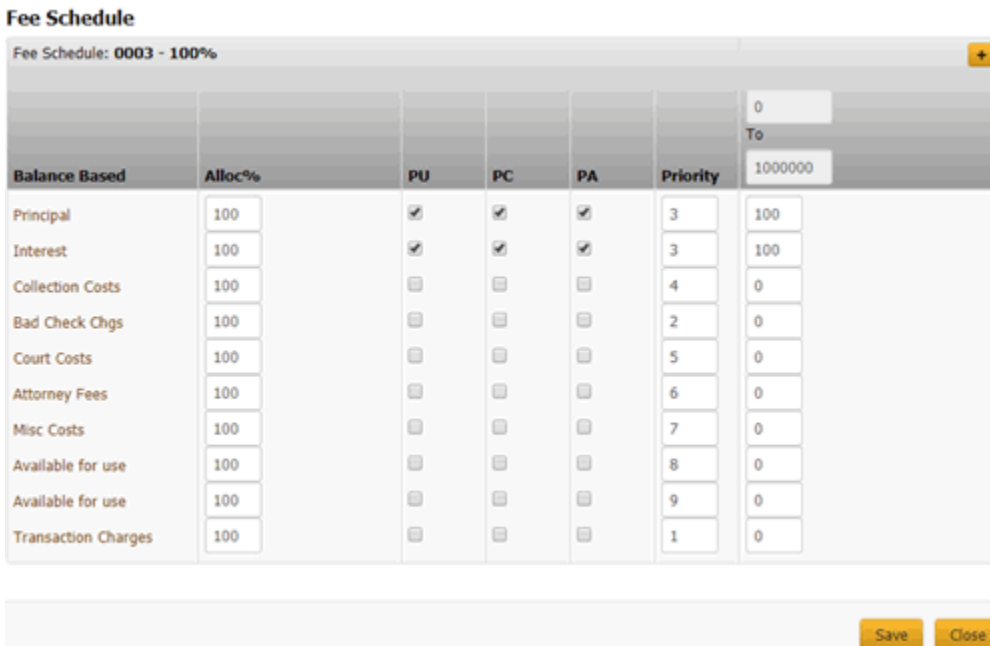 Fee Schedule
Fee Schedule: 0003 - 100%
+
0
To
Balance Based Alloc% PU PC PA Priority 1000000
Principal 100 3 100
Interest 100 3 100
Collection Costs 100 4 0
Bad Check Chgs 100 2 0
Court Costs 100 5 0
Attorney Fees 100 6 0
Misc Costs 100 7 0
Available for use 100 8 0
Available for use 100 9 0
Transaction Charges 100 1 0
Save Close